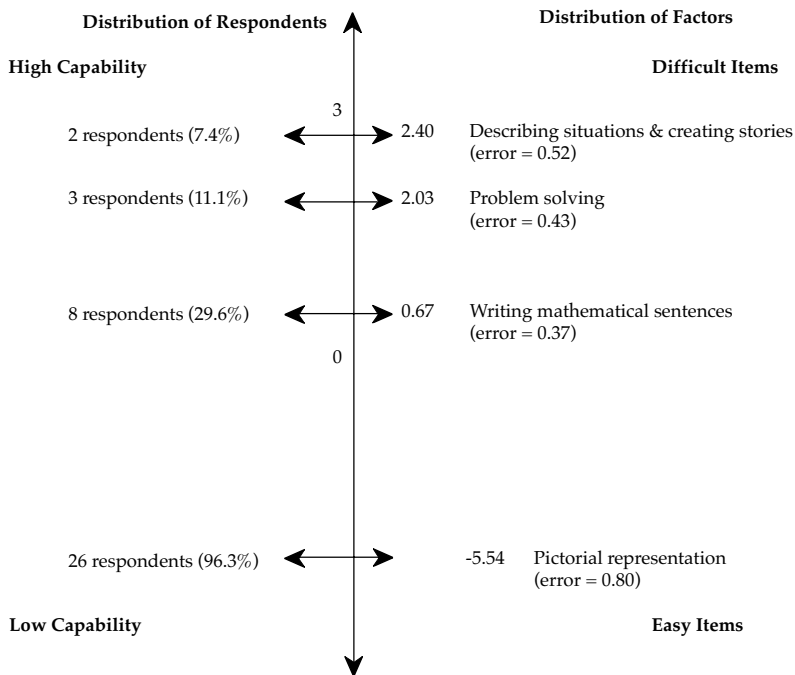 Distribution of Respondents
Distribution of Factors
High Capability
Difficult Items
3
2 respondents (7.4%)
2.40
Describing situations & creating stories
(error = 0.52)
3 respondents (11.1%)
2.03
Problem solving
(error = 0.43)
8 respondents (29.6%)
0.67
Writing mathematical sentences
(error = 0.37)
0
26 respondents (96.3%)
-5.54
Pictorial representation
(error = 0.80)
Low Capability
Easy Items